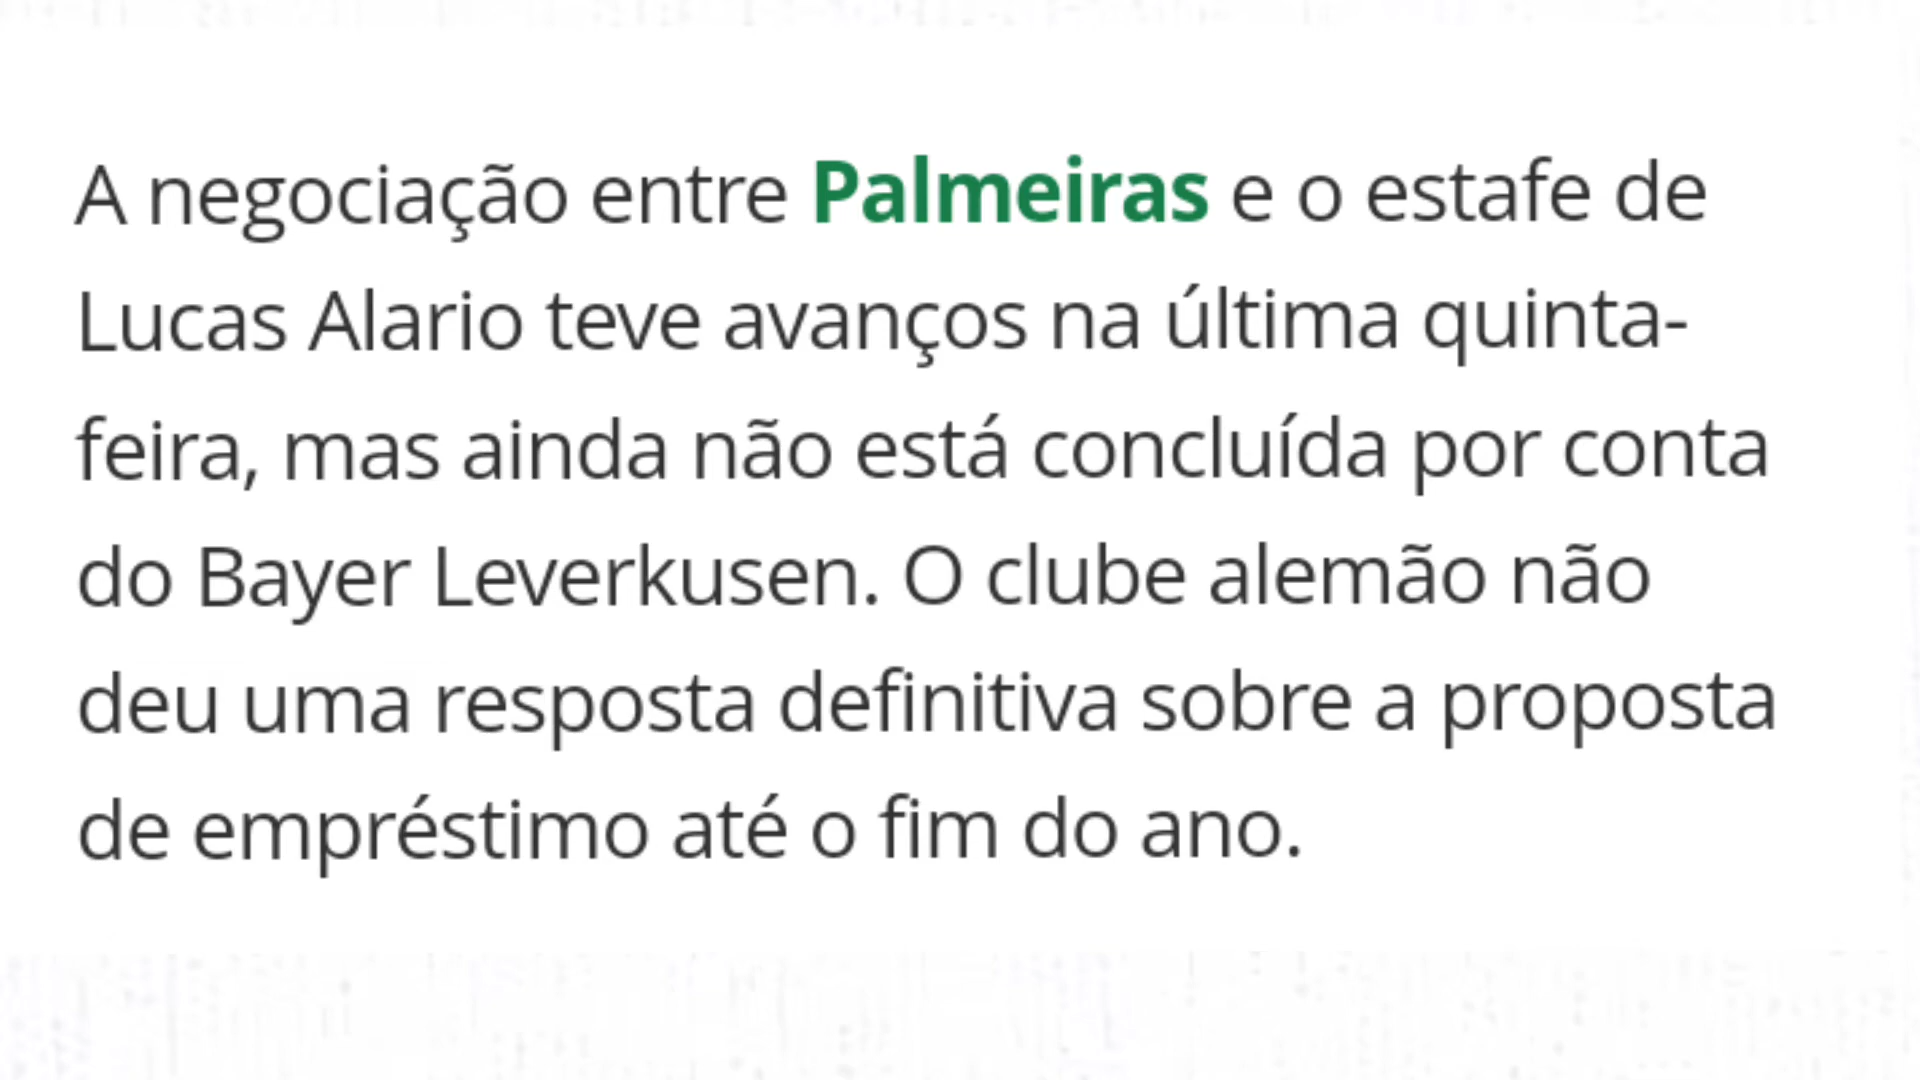 A negociação entre Palmeiras e o estafe de
Lucas Alario teve avanços na última quinta-
feira, mas ainda não está concluída por conta
do Bayer Leverkusen. O clube alemão não
deu uma resposta definitiva sobre a proposta
de empréstimo até o fim do ano.